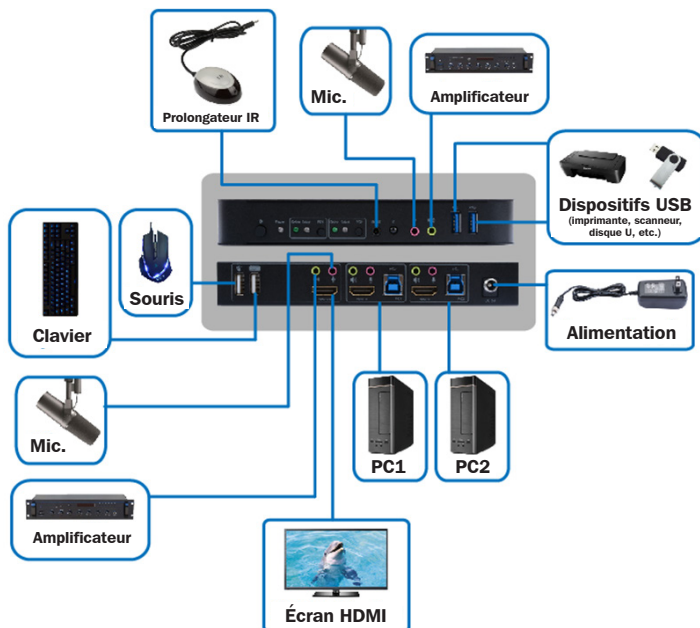 Prolongateur IR
Mic.
Amplificateur
Dispositifs USB
(imprimante, scanneur,
disque U, etc.)
Clavier
Souris
Alimentation
Mic.
PC1
PC2
Amplificateur
Écran HDMI